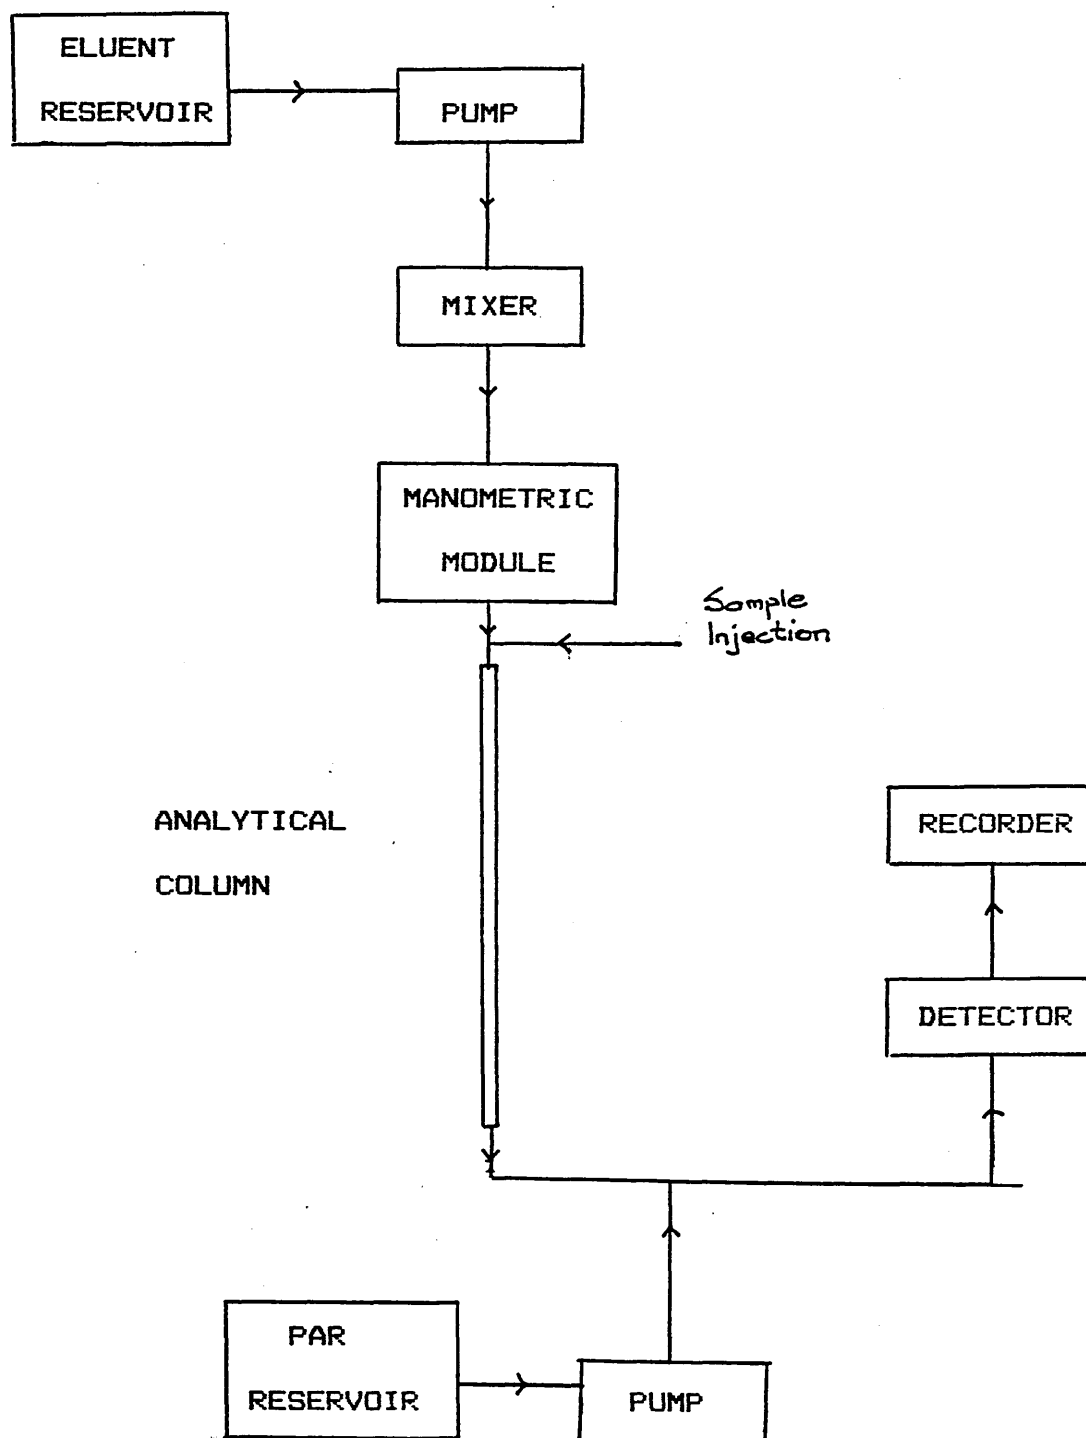 ELUENT
RESERVOIR
PUMP
MIXER
MANOMETRIC
MODULE
Sample
Injection
ANALYTICAL
COLUMN
RECORDER
DETECTOR
PAR
RESERVOIR
PUMP